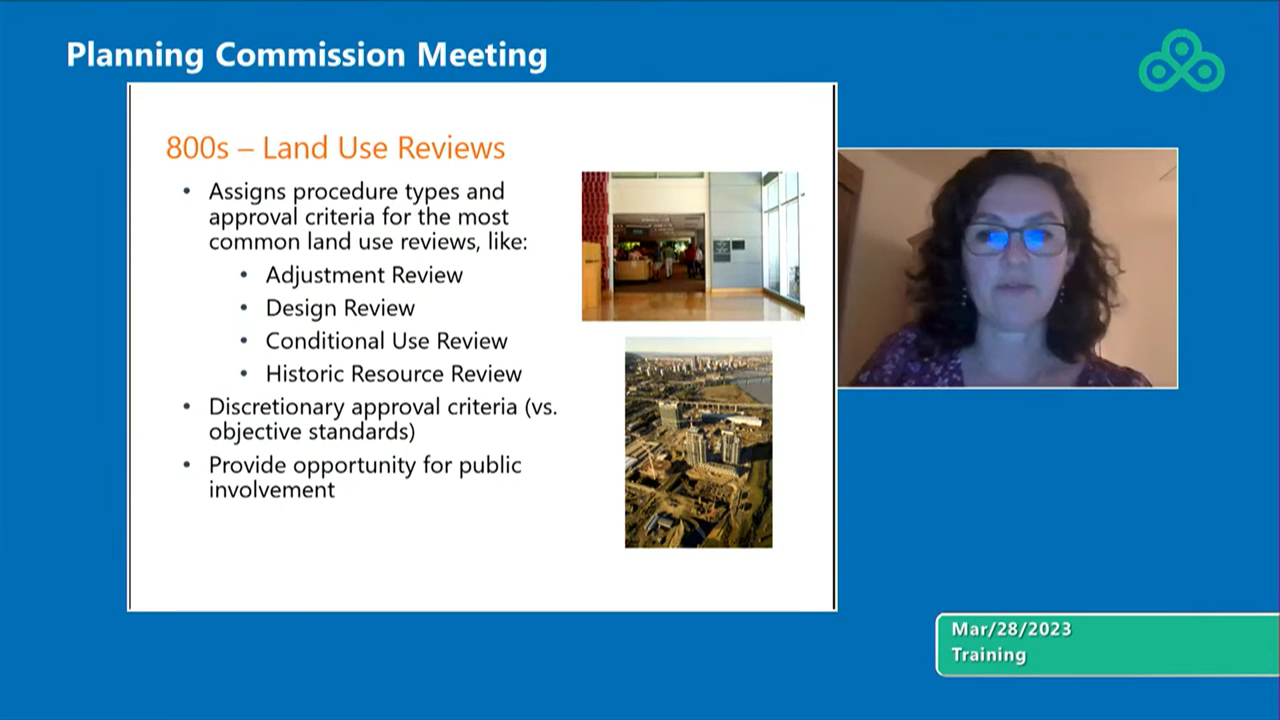 Planning Commission Meeting
800s – Land Use Reviews
• Assigns procedure types and
approval criteria for the most
common land use reviews, like:
• Adjustment Review
• Design Review
• Conditional Use Review
• Historic Resource Review
• Discretionary approval criteria (vs.
objective standards)
• Provide opportunity for public
involvement
Mar/28/2023
Training